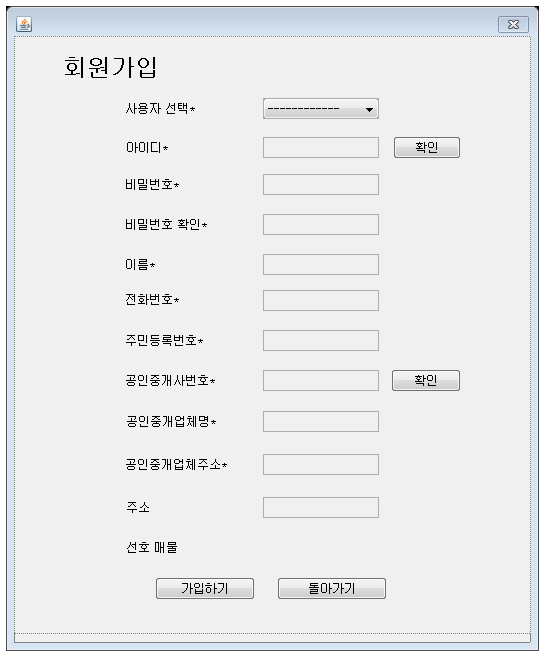 회원가입
사용자 선택* ------------
아이디* 확인
비밀번호*
비밀번호 확인*
이름*
전화번호*
주민등록번호*
공인중개사번호* 확인
공인중개업체명*
공인중개업체주소*
주소
선호 매물
가입하기 돌아가기